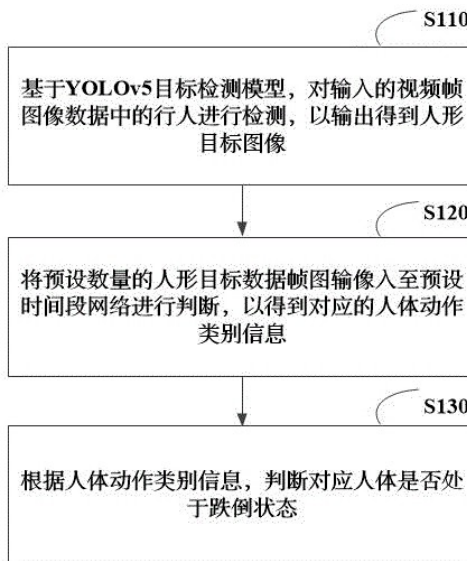 S110
基于YOLOv5目标检测模型，对输入的视频帧
图像数据中的行人进行检测，以输出得到人形
目标图像
S120
将预设数量的人形目标数据帧图输像入至预设
时间段网络进行判断，以得到对应的人体动作
类别信息
S130
根据人体动作类别信息，判断对应人体是否处
于跌倒状态